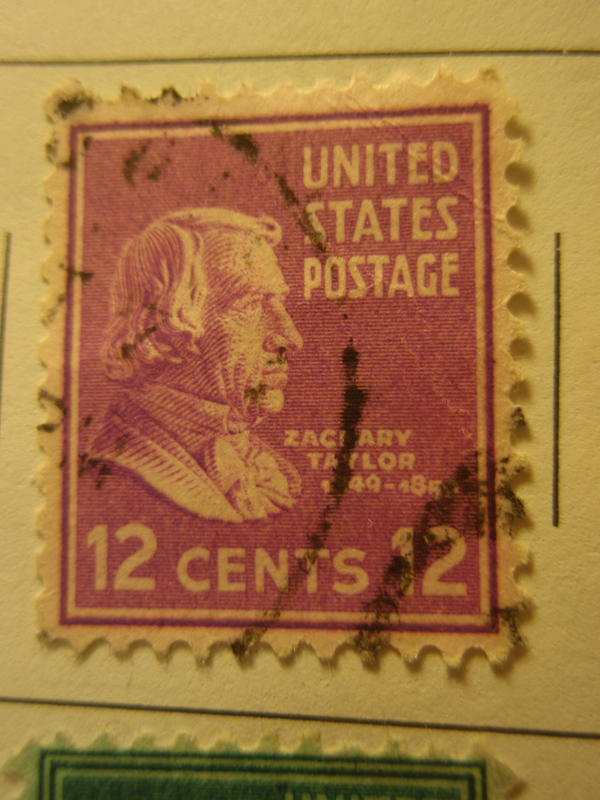 UNITED
STATES
POSTAGE
ZACHARY
TAYLOR
12 CENTS 12